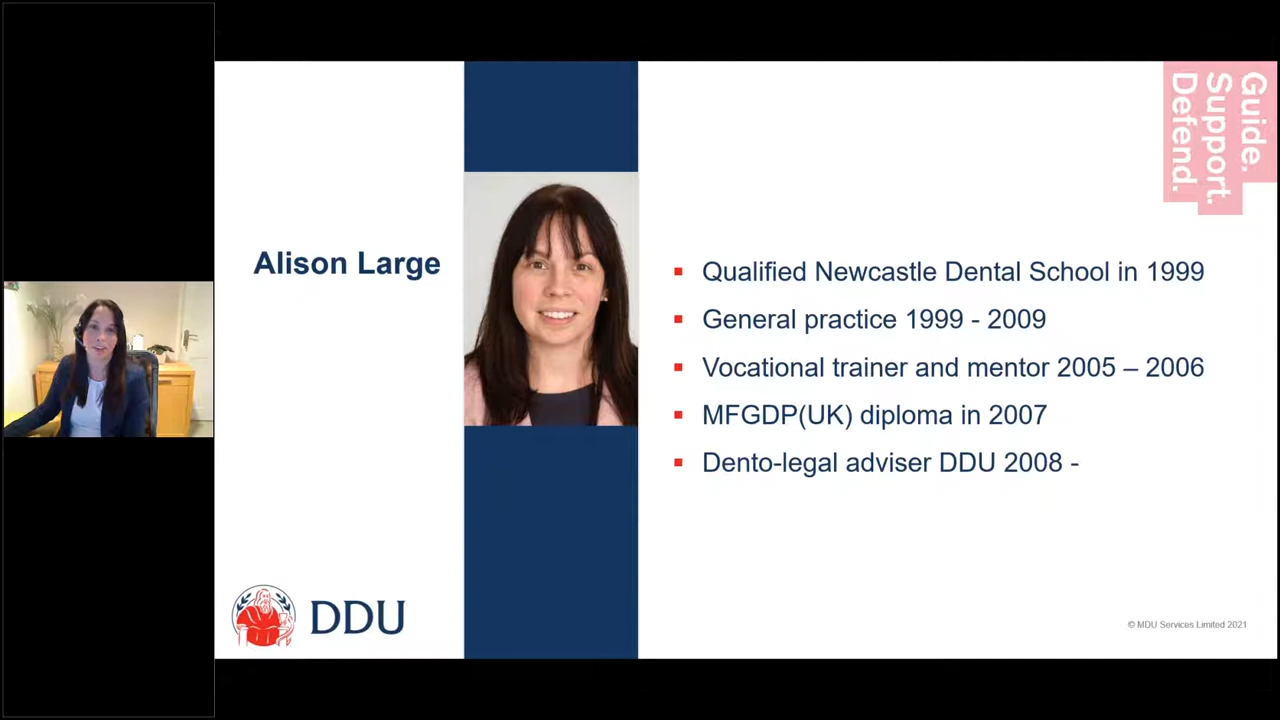 Guide.
Support.
Defend.
Alison Large
Qualified Newcastle Dental School in 1999
General practice 1999 - 2009
Vocational trainer and mentor 2005 – 2006
MFGDP(UK) diploma in 2007
Dento-legal adviser DDU 2008 -
DDU
© MDU Services Limited 2021